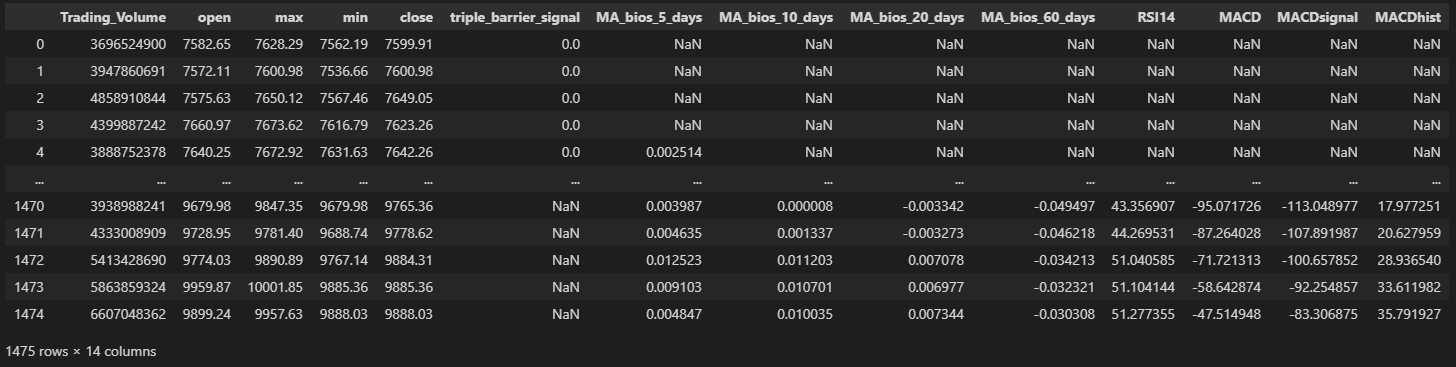 Trading_Volume open max min close triple_barrier_signal MA_bios_5_days MA_bios_10_days MA_bios_20_days MA_bios_60_days RSI14 MACD MACDsignal MACDhist
0 3696524900 7582.65 7628.29 7562.19 7599.91 0.0 NaN NaN NaN NaN NaN NaN NaN NaN
1 3947860691 7572.11 7600.98 7536.66 7600.98 0.0 NaN NaN NaN NaN NaN NaN NaN NaN
2 4858910844 7575.63 7650.12 7567.46 7649.05 0.0 NaN NaN NaN NaN NaN NaN NaN NaN
3 4399887242 7660.97 7673.62 7616.79 7623.26 0.0 NaN NaN NaN NaN NaN NaN NaN NaN
4 3888752378 7640.25 7672.92 7631.63 7642.26 0.0 0.002514 NaN NaN NaN NaN NaN NaN NaN
... ... ... ... ... ... ... ... ... ... ... ... ... ... ...
1470 3938988241 9679.98 9847.35 9679.98 9765.36 NaN 0.003987 0.000008 -0.003342 -0.049497 43.356907 -95.071726 -113.048977 17.977251
1471 4333008909 9728.95 9781.40 9688.74 9778.62 NaN 0.004635 0.001337 -0.003273 -0.046218 44.269531 -87.264028 -107.891987 20.627959
1472 5413428690 9774.03 9890.89 9767.14 9884.31 NaN 0.012523 0.011203 0.007078 -0.034213 51.040585 -71.721313 -100.657852 28.936540
1473 5863859324 9959.87 10001.85 9885.36 9885.36 NaN 0.009103 0.010701 0.006977 -0.032321 51.104144 -58.642874 -92.254857 33.611982
1474 6607048362 9899.24 9957.63 9888.03 9888.03 NaN 0.004847 0.010035 0.007344 -0.030308 51.277355 -47.514948 -83.306875 35.791927
1475 rows × 14 columns